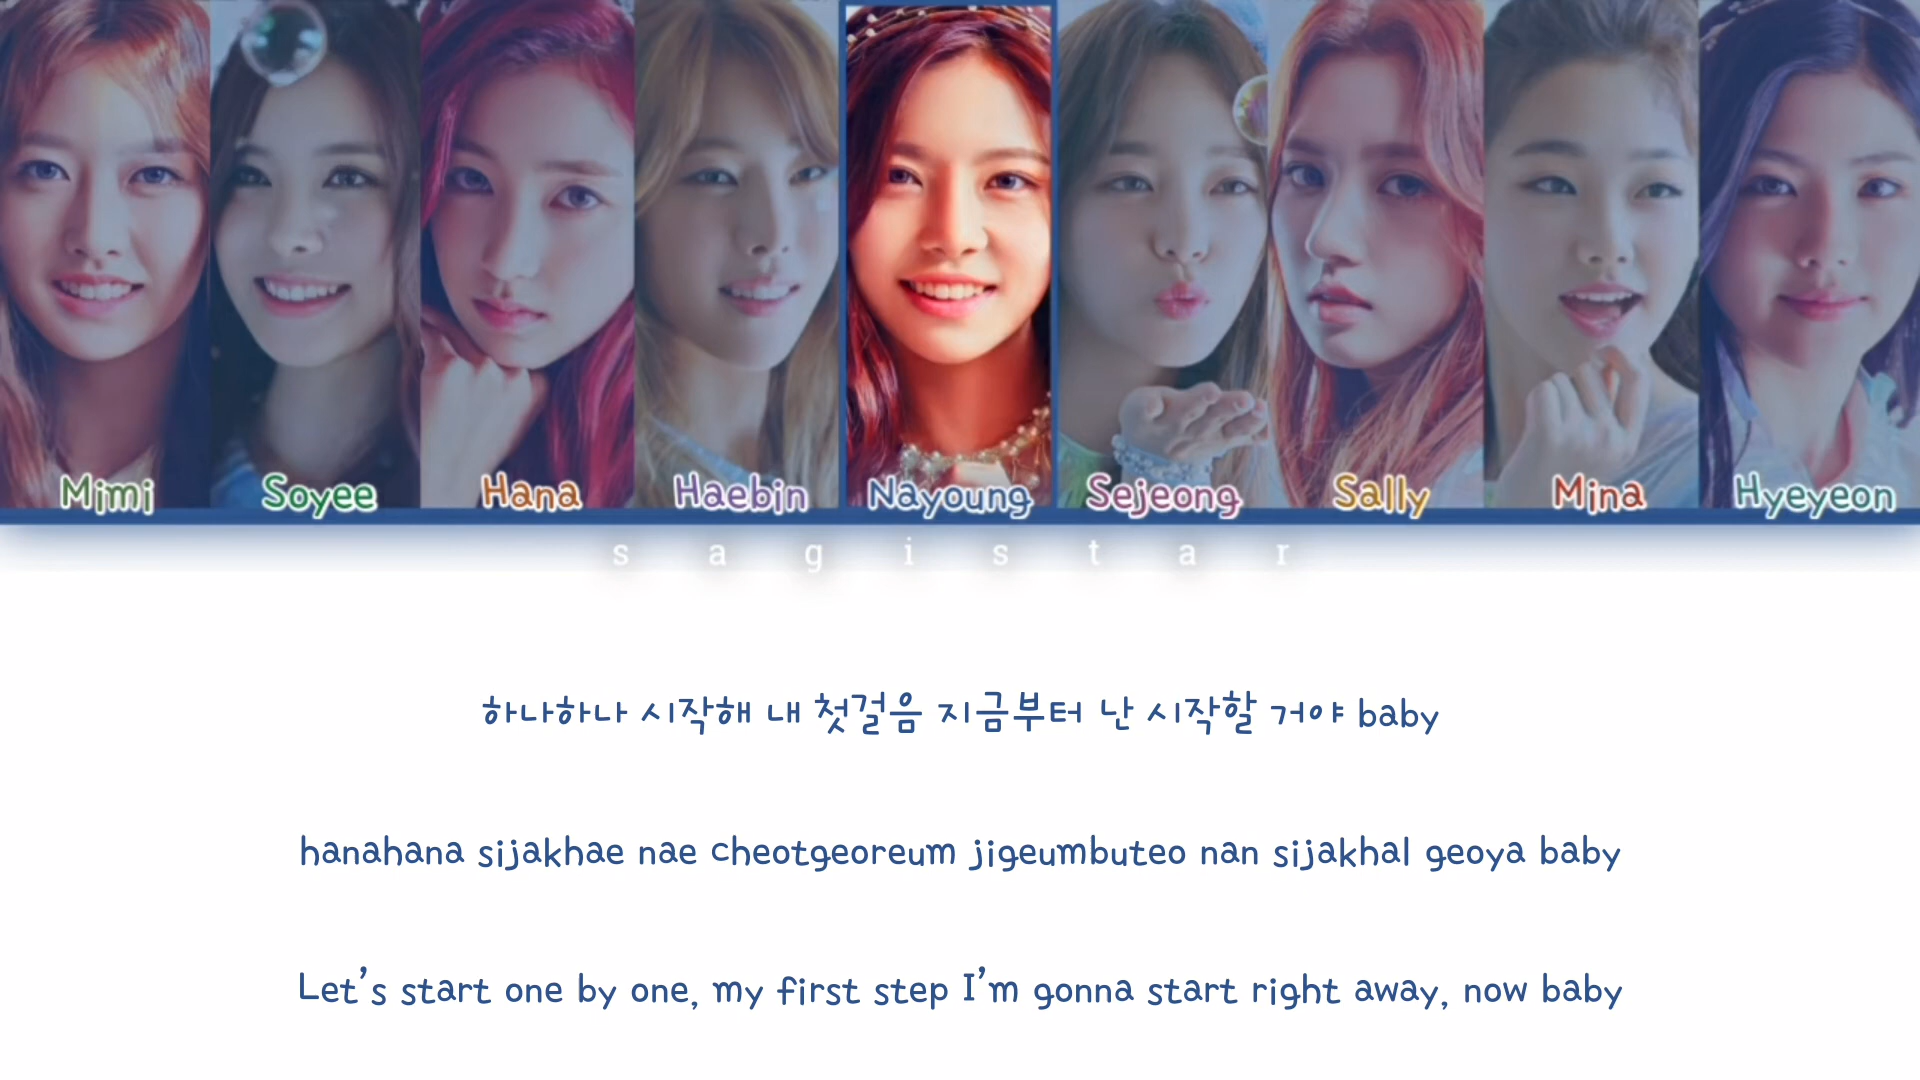 Mimi Soyee Hana Haebin Nayoung Sejeong Sally Mina Hyeyeon
s a g i s t a r
하나하나 시작해 내 첫걸음 지금부터 난 시작할 거야 baby
hanahana sijakhae nae cheotgeoreum jigeumbuteo nan sijakhal geoya baby
Let's start one by one, my first step I'm gonna start right away, now baby